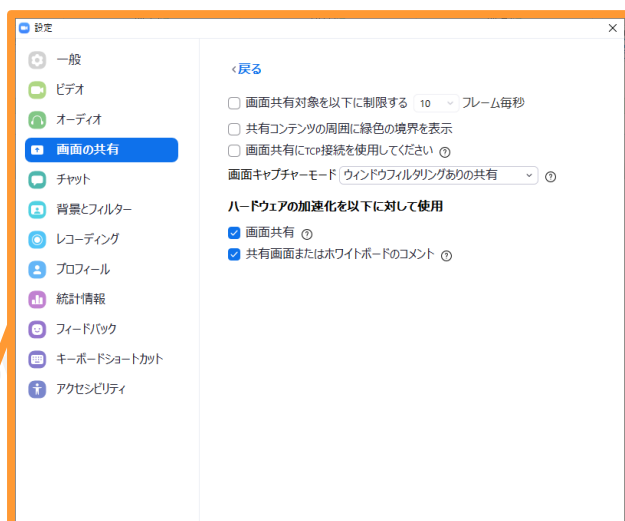 設定
一般
ビデオ
オーディオ
画面の共有
チャット
背景とフィルター
レコーディング
プロフィール
統計情報
フィードバック
キーボードショートカット
アクセシビリティ
‹戻る
画面共有対象を以下に制限する 10 フレーム毎秒
共有コンテンツの周囲に緑色の境界を表示
画面共有にTCP接続を使用してください
画面キャプチャーモード ウィンドウフィルタリングありの共有
ハードウェアの加速化を以下に対して使用
画面共有
共有画面またはホワイトボードのコメント